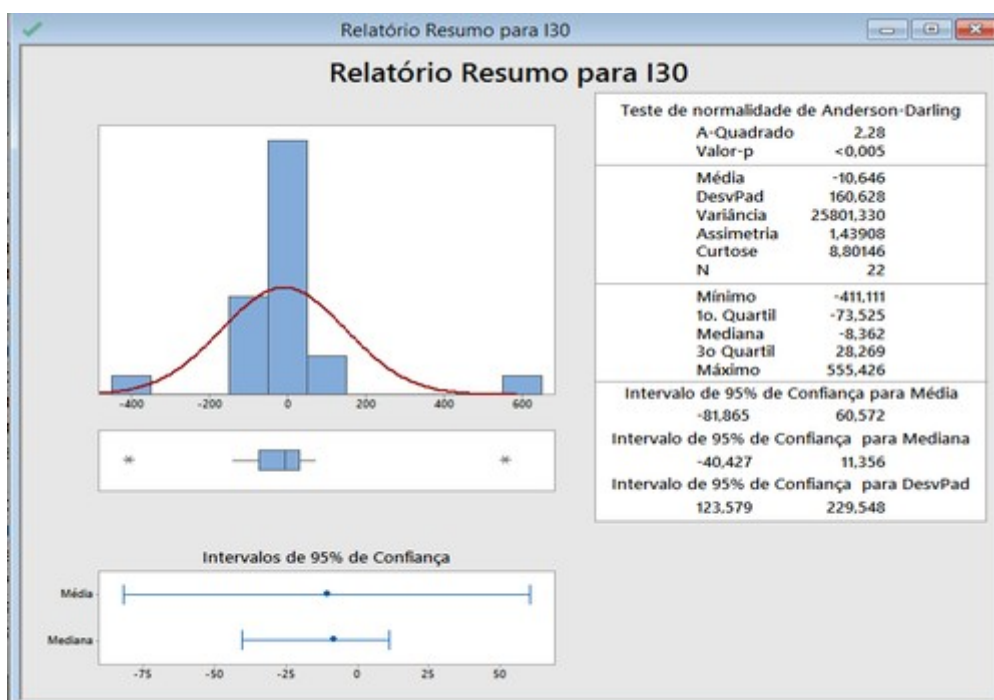 Relatório Resumo para I30
Relatório Resumo para I30
-400 -200 0 200 400 600
Teste de normalidade de Anderson-Darling
A-Quadrado 2,28
Valor-p <0,005
Média -10,646
DesvPad 160,628
Variância 25801,330
Assimetria 1,43908
Curtose 8,80146
N 22
Mínimo -411,111
1o. Quartil -73,525
Mediana -8,362
3o Quartil 28,269
Máximo 555,426
Intervalo de 95% de Confiança para Média
-81,865 60,572
Intervalo de 95% de Confiança para Mediana
-40,427 11,356
Intervalo de 95% de Confiança para DesvPad
123,579 229,548
Intervalos de 95% de Confiança
Média
Mediana
-75 -50 -25 0 25 50